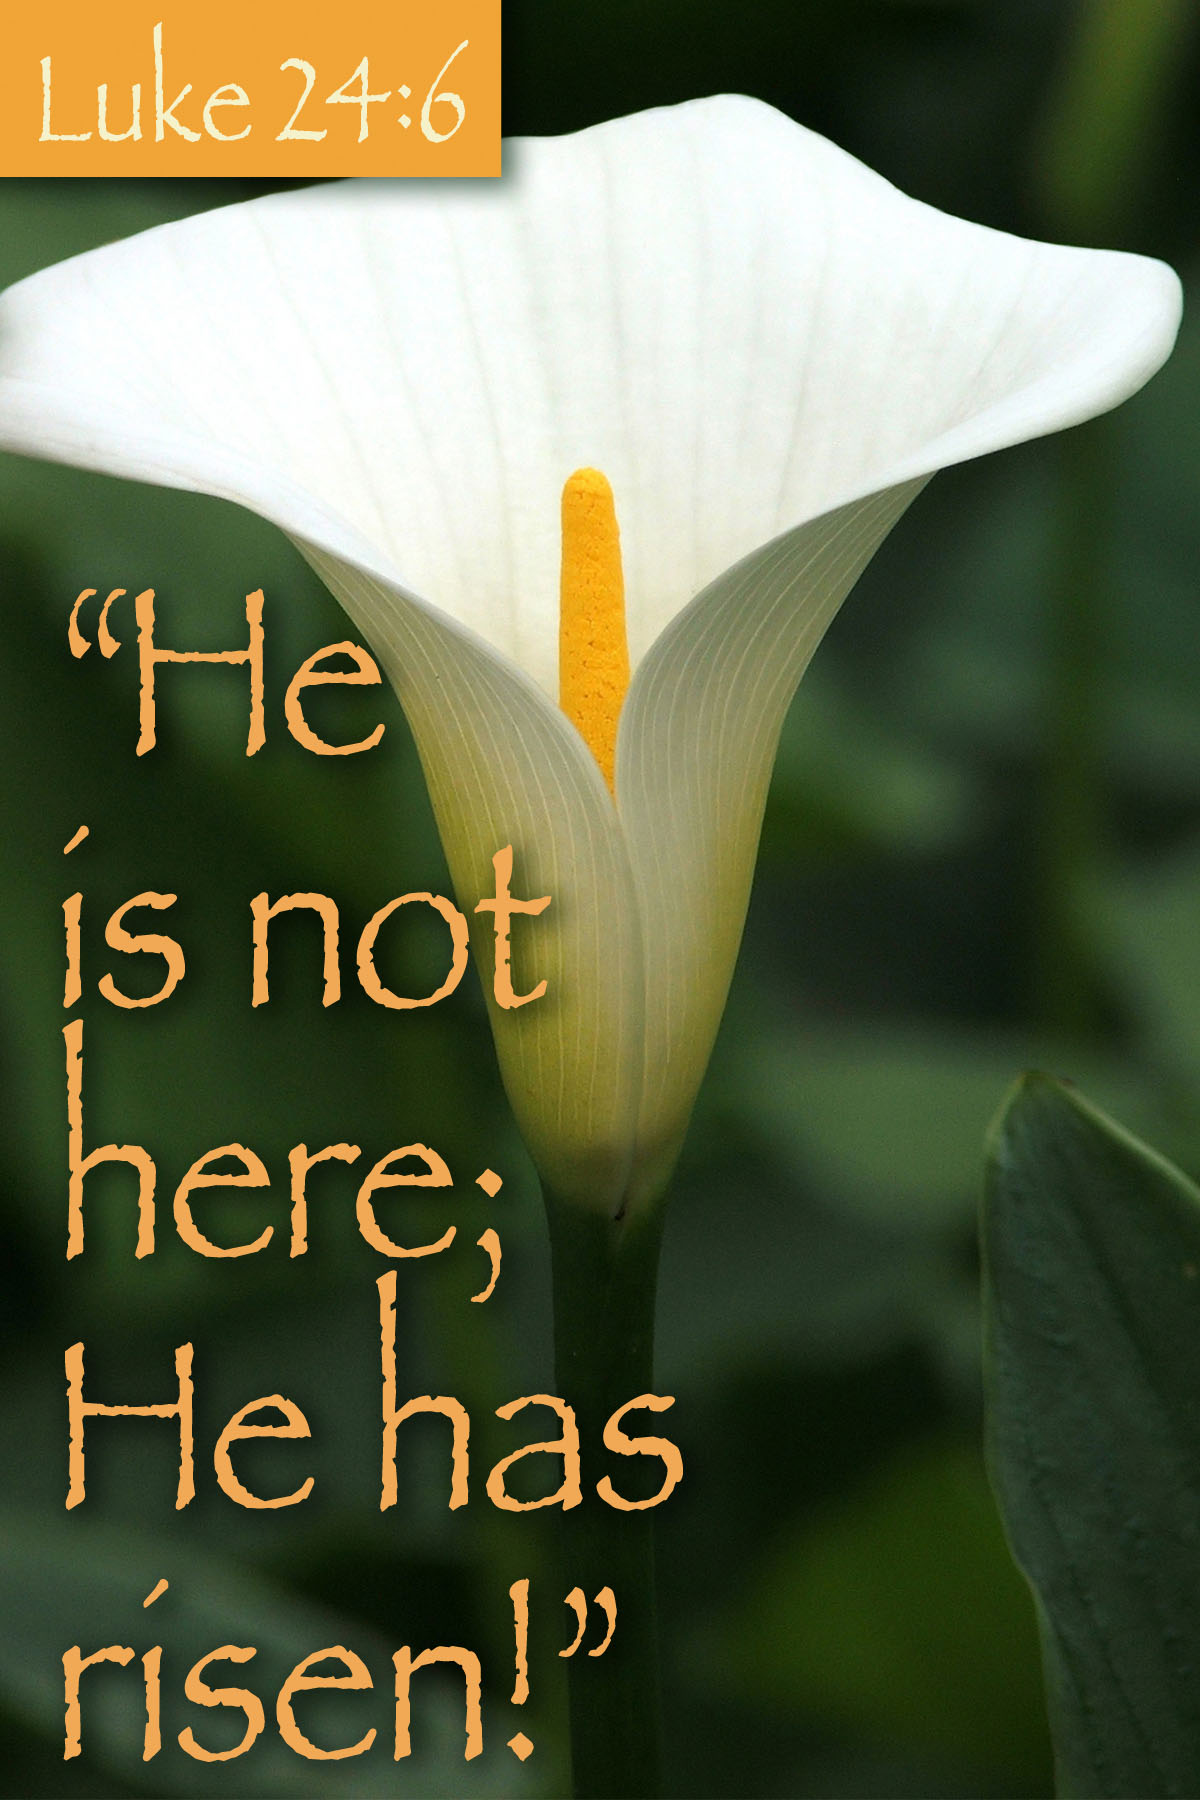 Luke 24:6
“He
is not
here;
He has
risen!”